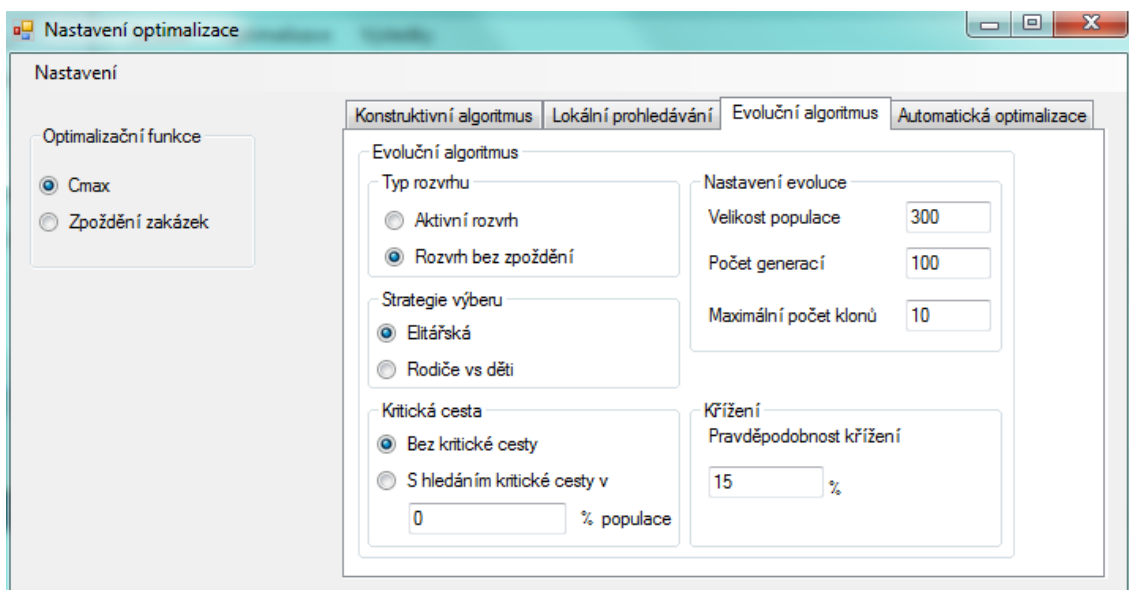 Nastavení optimalizace
Nastavení
Optimalizační funkce
Cmax
Zpoždění zakázek
Konstruktivní algoritmus
Lokální prohledávání
Evoluční algoritmus
Automatická optimalizace
Evoluční algoritmus
Typ rozvrhu
Aktivní rozvrh
Rozvrh bez zpoždění
Strategie výberu
Elitářská
Rodiče vs děti
Kritická cesta
Bez kritické cesty
S hledáním kritické cesty v
0 % populace
Nastavení evoluce
Velikost populace 300
Počet generací 100
Maximální počet klonů 10
Křížení
Pravděpodobnost křížení
15 %